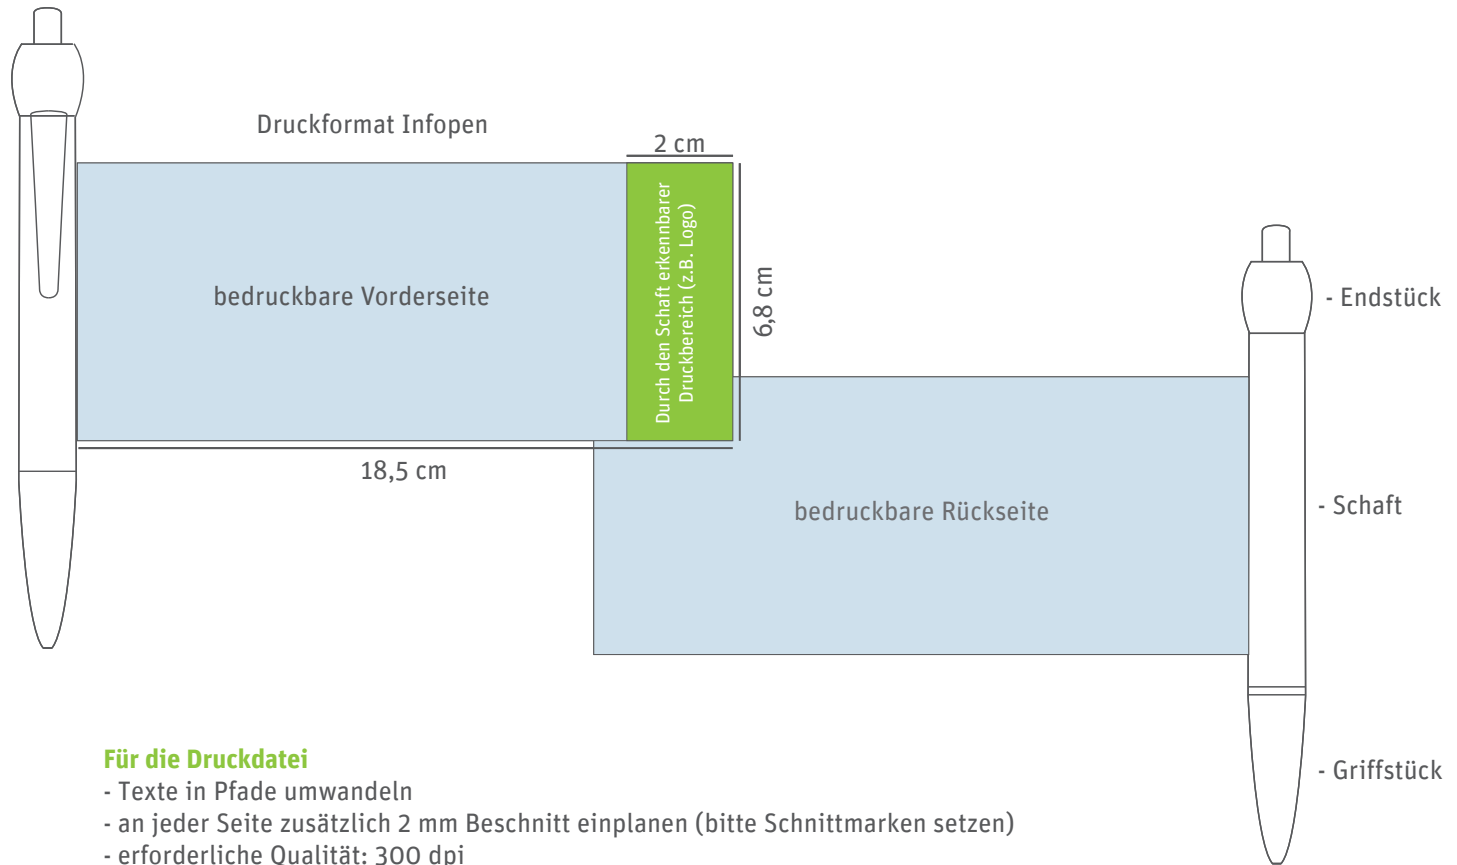 Druckformat Infopen
2 cm
bedruckbare Vorderseite
Durch den Schaft erkennbarer
Druckbereich (z.B. Logo)
6,8 cm
18,5 cm
bedruckbare Rückseite
- Endstück
- Schaft
- Griffstück
Für die Druckdatei
- Texte in Pfade umwandeln
- an jeder Seite zusätzlich 2 mm Beschnitt einplanen (bitte Schnittmarken setzen)
- erforderliche Qualität: 300 dpi